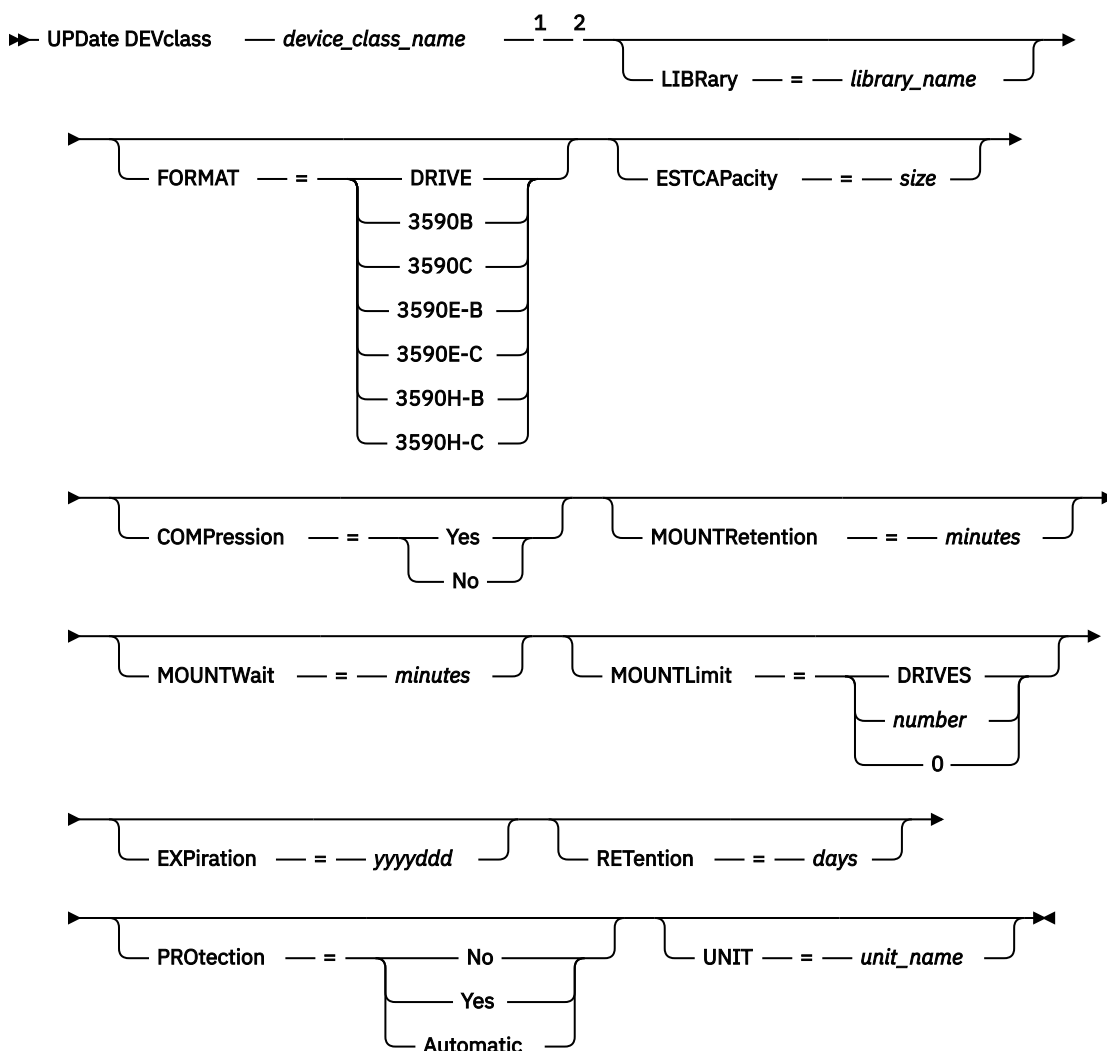 1 2
UPDate DEVclass device_class_name
LIBRary = library_name
FORMAT = DRIVE
3590B
3590C
3590E-B
3590E-C
3590H-B
3590H-C
ESTCAPacity = size
COMPression = Yes
No
MOUNTRetention = minutes
MOUNTWait = minutes
MOUNTLimit = DRIVES
number
0
EXPiration = yyyyddd
RETention = days
PROtection = No
Yes
Automatic
UNIT = unit_name